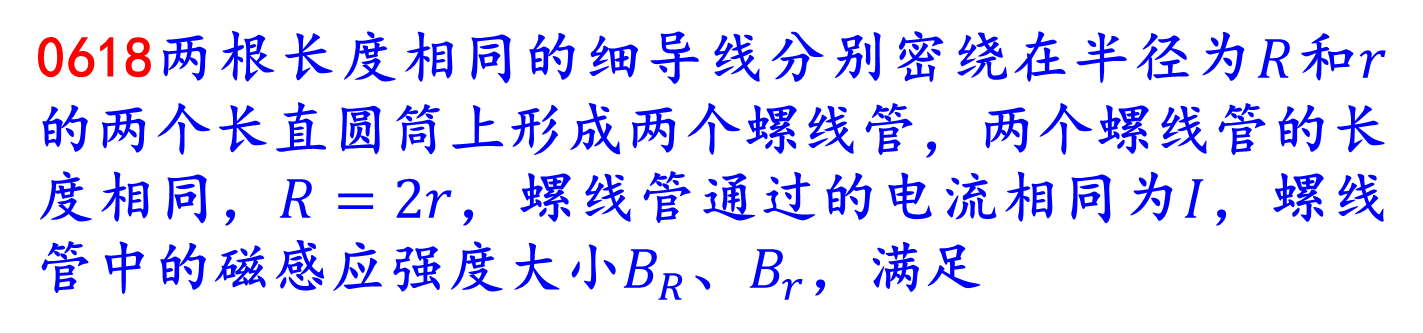 0618两根长度相同的细导线分别密绕在半径为R和r
的两个长直圆筒上形成两个螺线管，两个螺线管的长
度相同，R = 2r，螺线管通过的电流相同为I，螺线
管中的磁感应强度大小B_R、B_r，满足